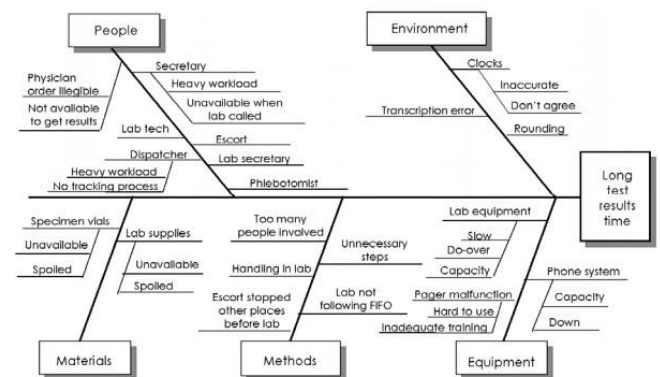 People
Environment
Physician
order illegible
Not available
to get results
Secretary
Heavy workload
Unavailable when
lab called
Lab tech
Escort
Dispatcher
Lab secretary
Heavy workload
No tracking process
Phlebotomist
Clocks
Inaccurate
Don't agree
Transcription error
Rounding
Long
test
results
time
Specimen vials
Unavailable
Spoiled
Lab supplies
Unavailable
Spoiled
Too many
people involved
Unnecessary
steps
Handling in lab
Escort stopped
other places
before lab
Lab not
following FIFO
Lab equipment
Slow
Do-over
Capacity
Pager malfunction
Hard to use
Inadequate training
Phone system
Capacity
Down
Materials
Methods
Equipment